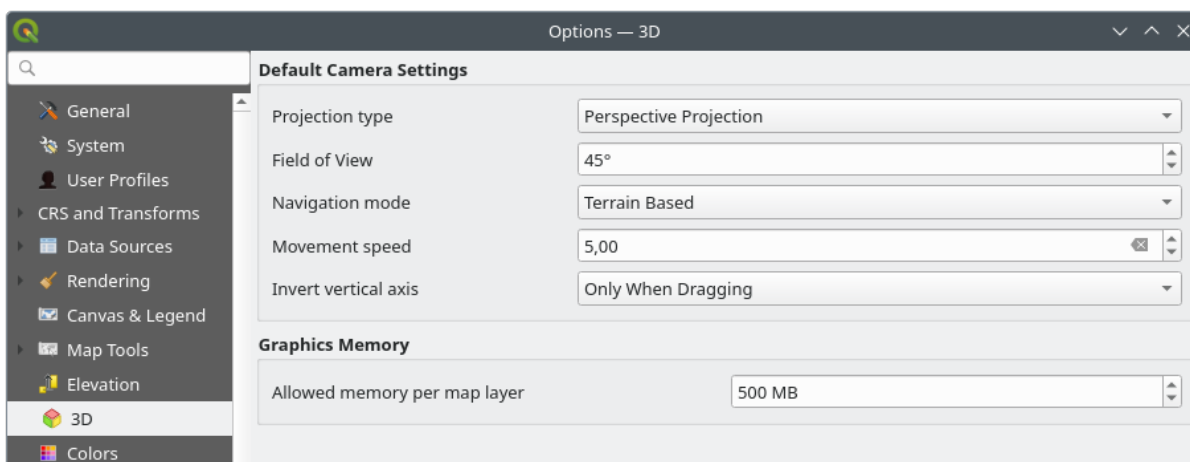 Options — 3D
General
System
User Profiles
CRS and Transforms
Data Sources
Rendering
Canvas & Legend
Map Tools
Elevation
3D
Colors
Default Camera Settings
Projection type Perspective Projection
Field of View 45°
Navigation mode Terrain Based
Movement speed 5,00
Invert vertical axis Only When Dragging
Graphics Memory
Allowed memory per map layer 500 MB